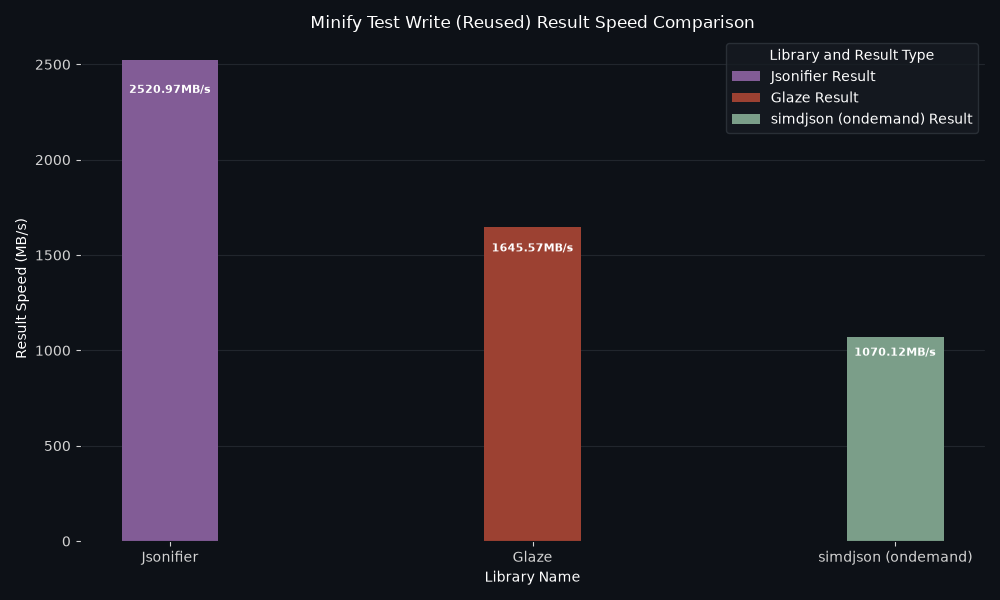 Minify Test Write (Reused) Result Speed Comparison
Library and Result Type
Jsonifier Result
Glaze Result
simdjson (ondemand) Result
Result Speed (MB/s)
2500
2000
1500
1000
500
0
2520.97MB/s
1645.57MB/s
1070.12MB/s
Jsonifier
Glaze
simdjson (ondemand)
Library Name